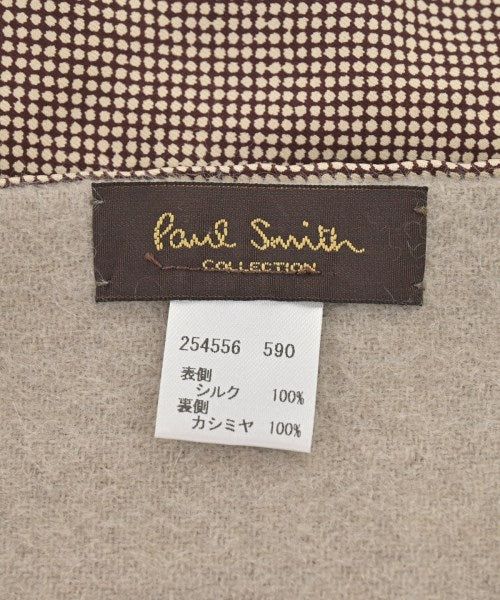 Paul Smith
COLLECTION
254556 590
表側
シルク 100%
裏側
カシミヤ 100%